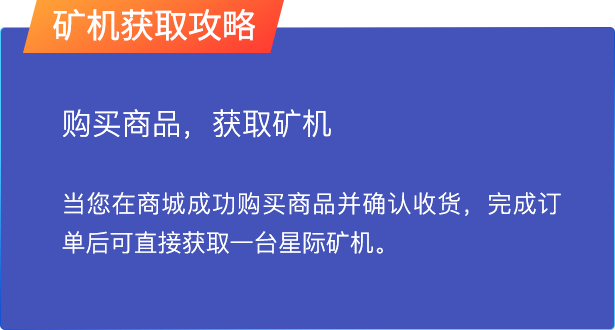 矿机获取攻略
购买商品，获取矿机
当您在商城成功购买商品并确认收货，完成订
单后可直接获取一台星际矿机。